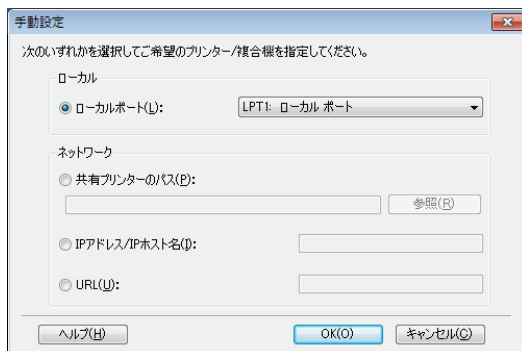 手動設定
次のいずれかを選択してご希望のプリンター/複合機を指定してください。
ローカル
ローカルポート(L): LPT1: ローカル ポート
ネットワーク
共有プリンターのパス(P):
参照(R)
IPアドレス/IPホスト名(I):
URL(U):
ヘルプ(H) OK(O) キャンセル(C)